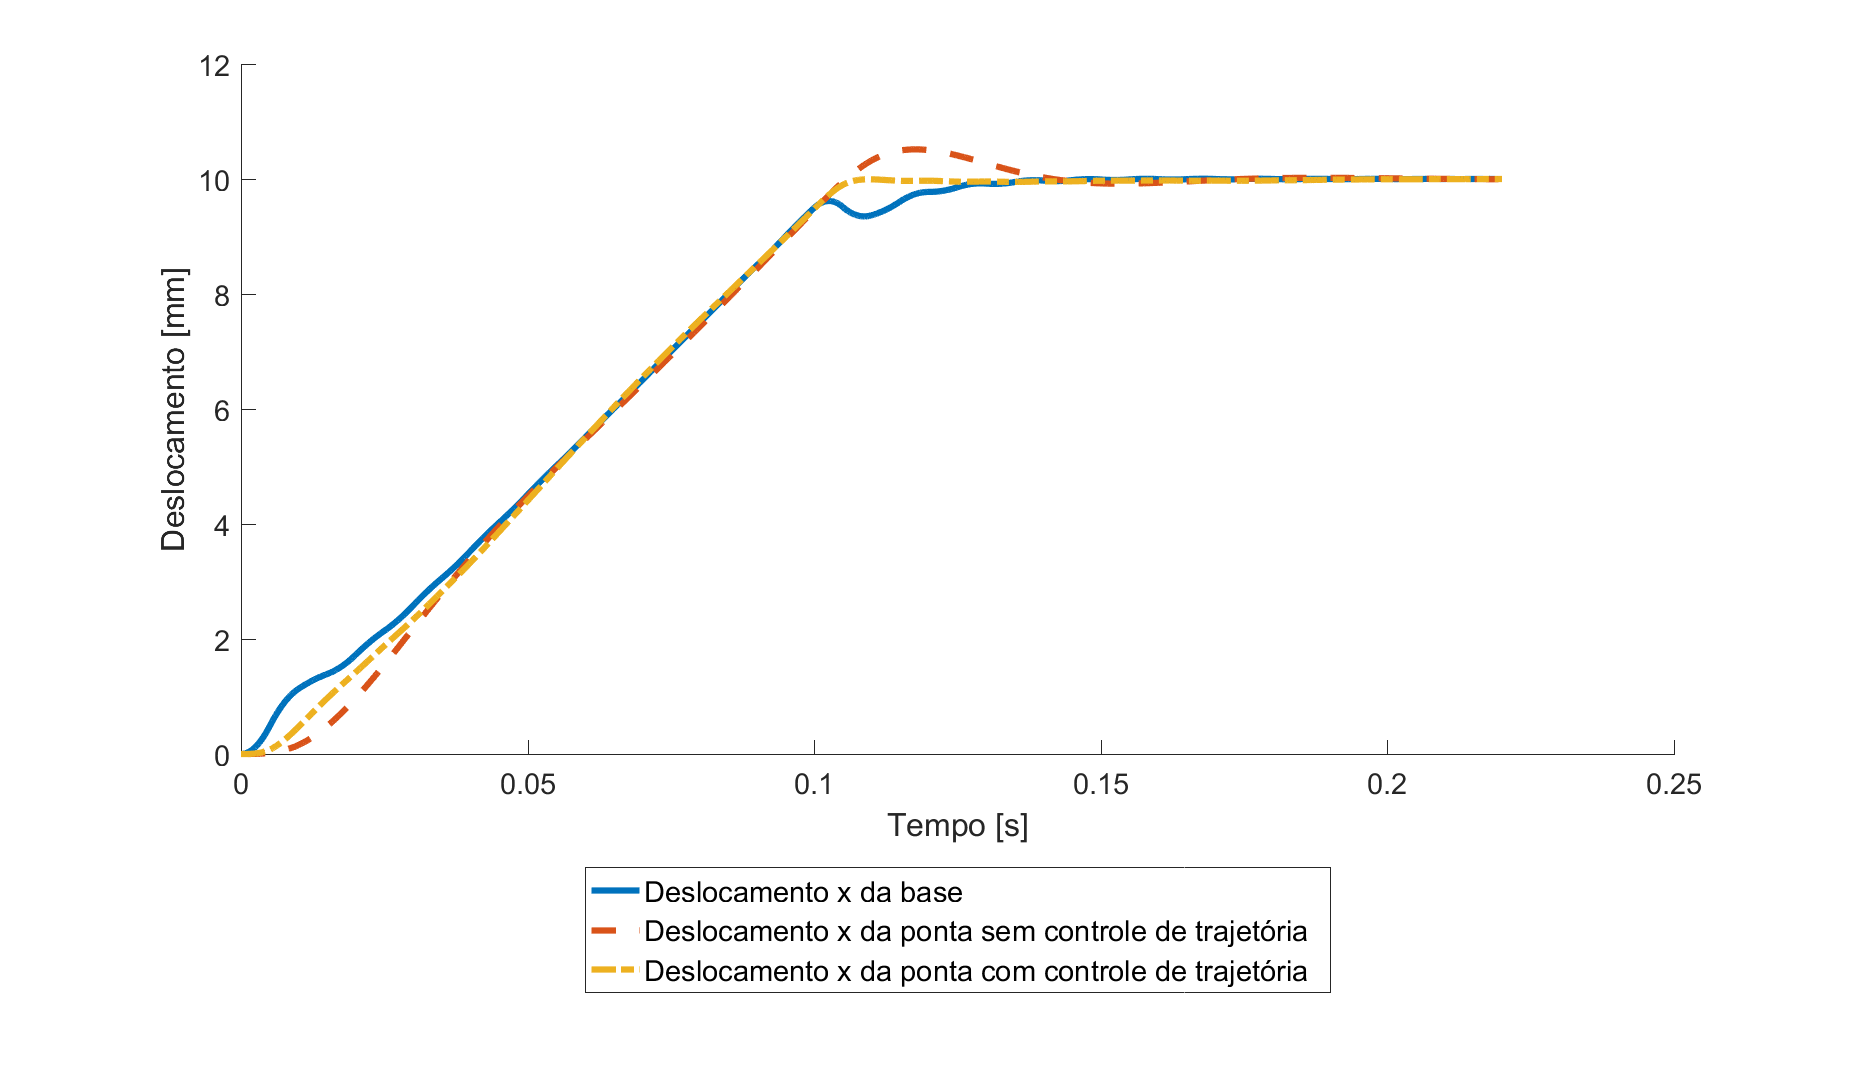 12
10
8
6
4
2
0
Deslocamento [mm]
0 0.05 0.1 0.15 0.2 0.25
Tempo [s]
Deslocamento x da base
Deslocamento x da ponta sem controle de trajetória
Deslocamento x da ponta com controle de trajetória